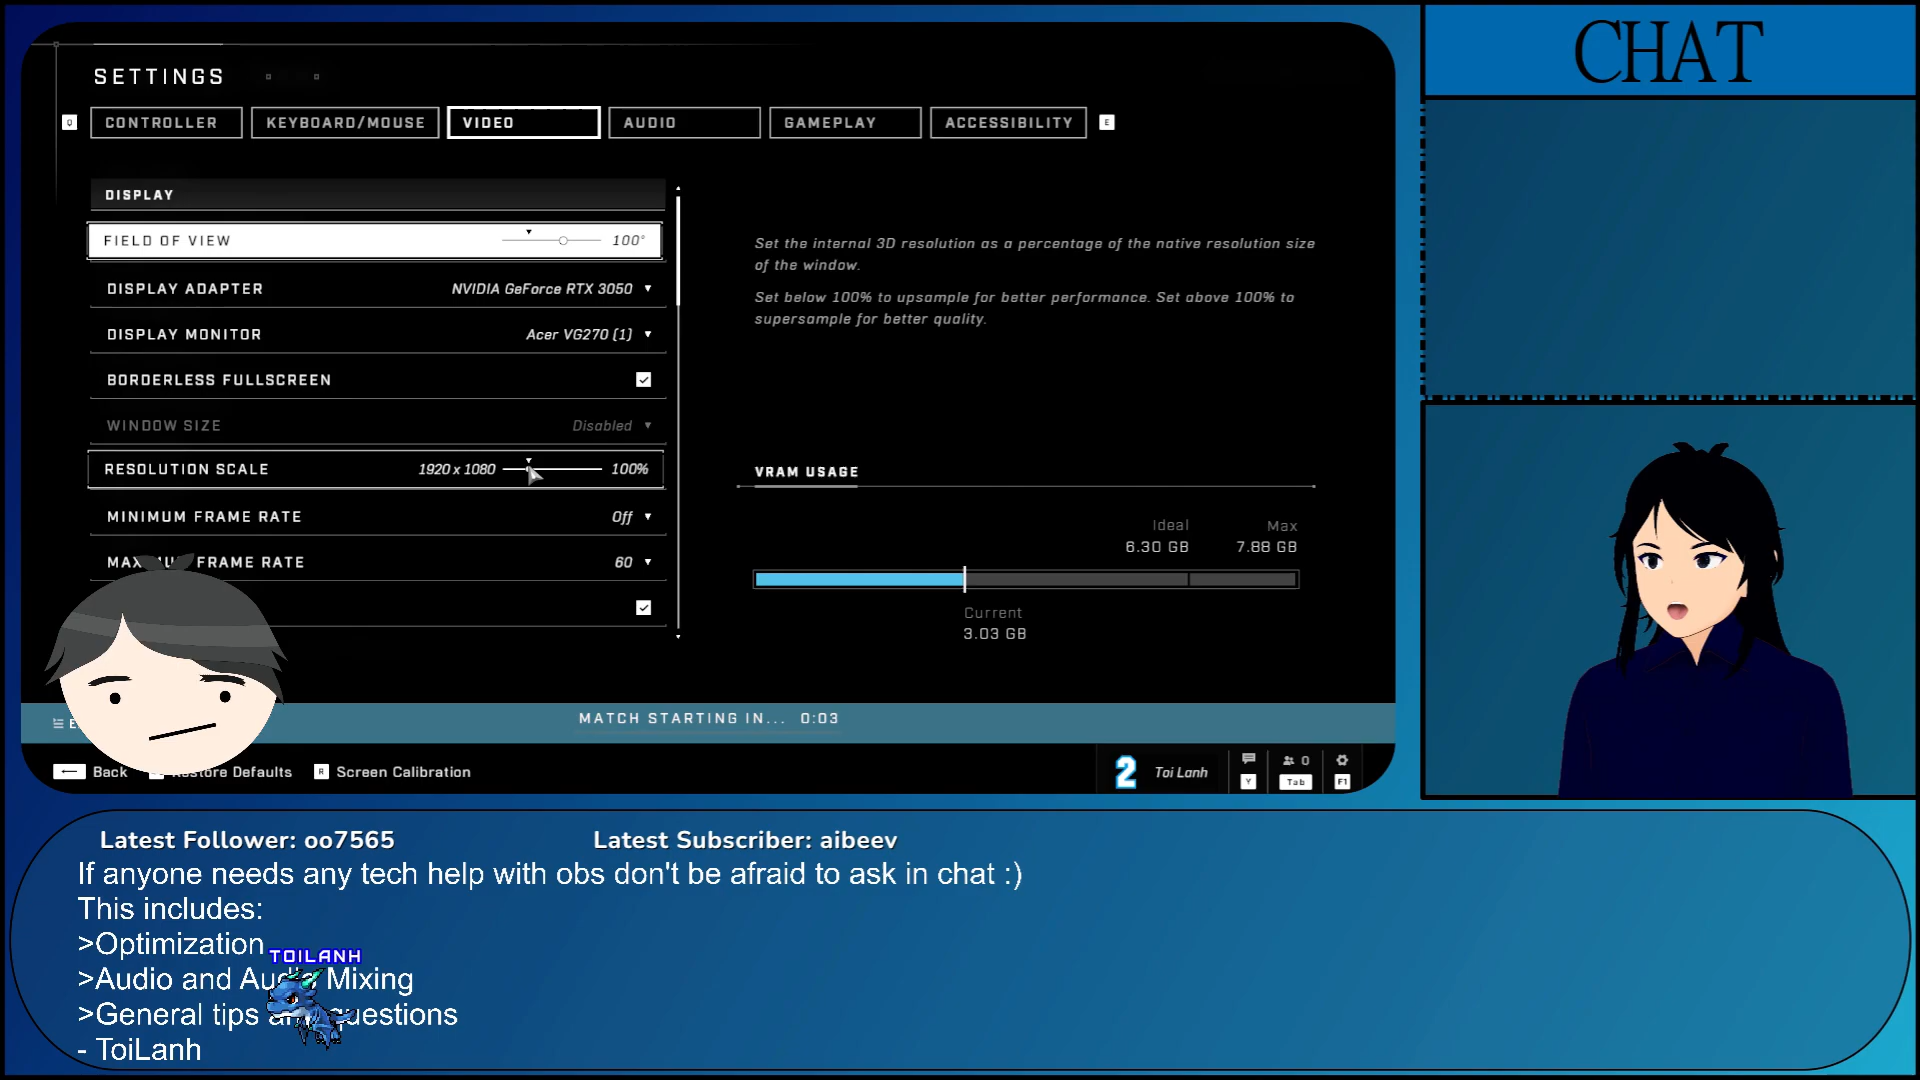 SETTINGS
Q CONTROLLER KEYBOARD/MOUSE VIDEO AUDIO GAMEPLAY ACCESSIBILITY E
DISPLAY
FIELD OF VIEW 100°
DISPLAY ADAPTER NVIDIA GeForce RTX 3050
DISPLAY MONITOR Acer VG270 (1)
BORDERLESS FULLSCREEN
WINDOW SIZE Disabled
RESOLUTION SCALE 1920 x 1080 100%
MINIMUM FRAME RATE Off
FRAME RATE 60
Set the internal 3D resolution as a percentage of the native resolution size
of the window.
Set below 100% to upsample for better performance. Set above 100% to
supersample for better quality.
VRAM USAGE
Ideal Max
6.30 GB 7.88 GB
Current
3.03 GB
MATCH STARTING IN... 0:03
Back Restore Defaults R Screen Calibration
2 Toi Lanh Y 0 Tab F1
CHAT
Latest Follower: oo7565 Latest Subscriber: aibeev
If anyone needs any tech help with obs don't be afraid to ask in chat :)
This includes:
>Optimization
TOILANH
>Audio and Audio Mixing
>General tips and questions
- ToiLanh